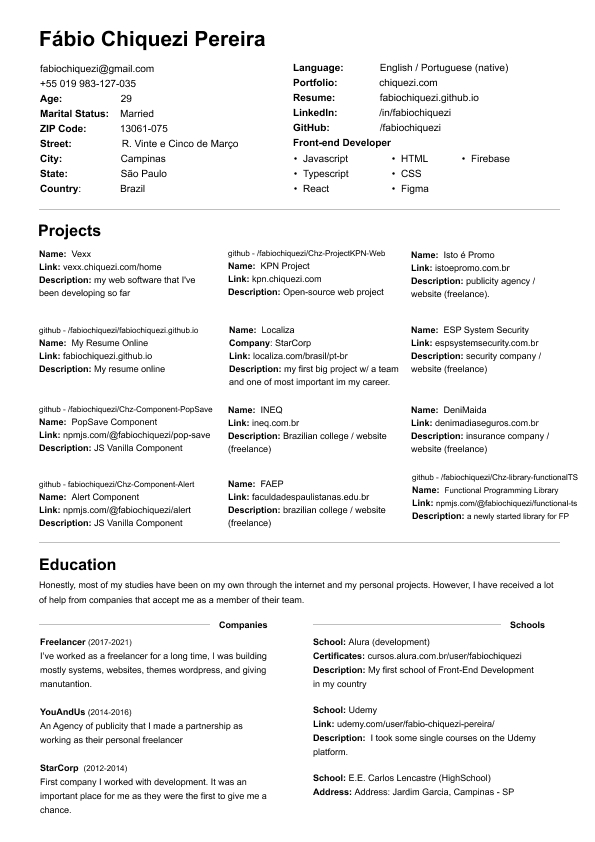 Fábio Chiquezi Pereira
fabiochiquezi@gmail.com
+55 019 983-127-035
Age: 29
Marital Status: Married
ZIP Code: 13061-075
Street: R. Vinte e Cinco de Março
City: Campinas
State: São Paulo
Country: Brazil
Language: English / Portuguese (native)
Portfolio: chiquezi.com
Resume: fabiochiquezi.github.io
LinkedIn: /in/fabiochiquezi
GitHub: /fabiochiquezi
Front-end Developer
• Javascript • HTML • Firebase
• Typescript • CSS
• React • Figma
Projects
Name: Vexx
Link: vexx.chiquezi.com/home
Description: my web software that I've
been developing so far
github - /fabiochiquezi/Chz-ProjectKPN-Web
Name: KPN Project
Link: kpn.chiquezi.com
Description: Open-source web project
Name: Isto é Promo
Link: istoepromo.com.br
Description: publicity agency /
website (freelance).
github - /fabiochiquezi/fabiochiquezi.github.io
Name: My Resume Online
Link: fabiochiquezi.github.io
Description: My resume online
Name: Localiza
Company: StarCorp
Link: localiza.com/brasil/pt-br
Description: my first big project w/ a team
and one of most important im my career.
Name: ESP System Security
Link: espsystemsecurity.com.br
Description: security company /
website (freelance)
github - /fabiochiquezi/Chz-Component-PopSave
Name: PopSave Component
Link: npmjs.com/@fabiochiquezi/pop-save
Description: JS Vanilla Component
Name: INEQ
Link: ineq.com.br
Description: Brazilian college / website
(freelance)
Name: DeniMaida
Link: denimadiaseguros.com.br
Description: insurance company /
website (freelance)
github - /fabiochiquezi/Chz-Component-Alert
Name: Alert Component
Link: npmjs.com/@fabiochiquezi/alert
Description: JS Vanilla Component
Name: FAEP
Link: faculdadespaulistanas.edu.br
Description: brazilian college / website
(freelance)
github - /fabiochiquezi/Chz-library-functionalTS
Name: Functional Programming Library
Link: npmjs.com/@fabiochiquezi/functional-ts
Description: a newly started library for FP
Education
Honestly, most of my studies have been on my own through the internet and my personal projects. However, I have received a lot
of help from companies that accept me as a member of their team.
Companies
Freelancer (2017-2021)
I've worked as a freelancer for a long time, I was building
mostly systems, websites, themes wordpress, and giving
manutantion.
YouAndUs (2014-2016)
An Agency of publicity that I made a partnership as
working as their personal freelancer
StarCorp (2012-2014)
First company I worked with development. It was an
important place for me as they were the first to give me a
chance.
Schools
School: Alura (development)
Certificates: cursos.alura.com.br/user/fabiochiquezi
Description: My first school of Front-End Development
in my country
School: Udemy
Link: udemy.com/user/fabio-chiquezi-pereira/
Description: I took some single courses on the Udemy
platform.
School: E.E. Carlos Lencastre (HighSchool)
Address: Address: Jardim Garcia, Campinas - SP